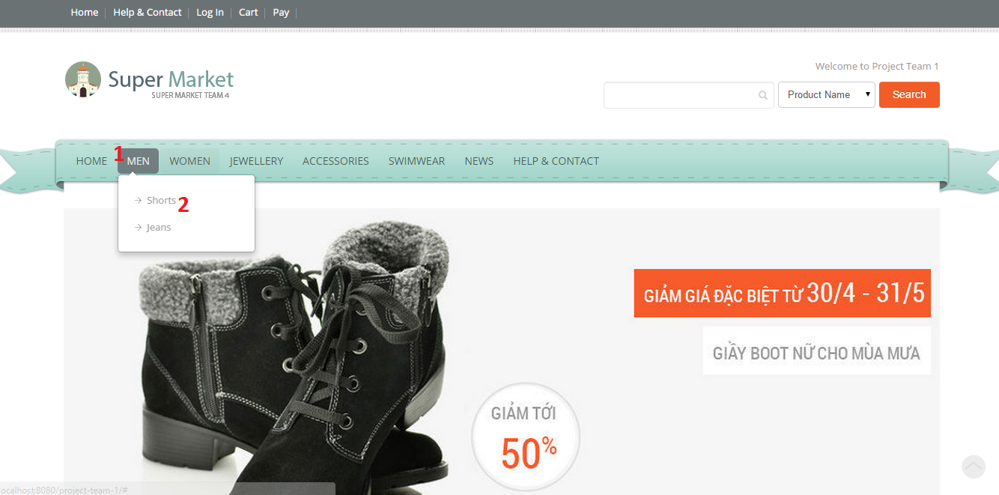 Home Help & Contact Log In Cart Pay
Welcome to Project Team 1
Super Market
SUPER MARKET TEAM 4
Product Name Search
HOME 1 MEN WOMEN JEWELLERY ACCESSORIES SWIMWEAR NEWS HELP & CONTACT
Shorts 2
Jeans
GIẢM GIÁ ĐẶC BIỆT TỪ 30/4 - 31/5
GIẦY BOOT NỮ CHO MÙA MƯA
GIẢM TỚI
50%
localhost:8080/project-team-1/#